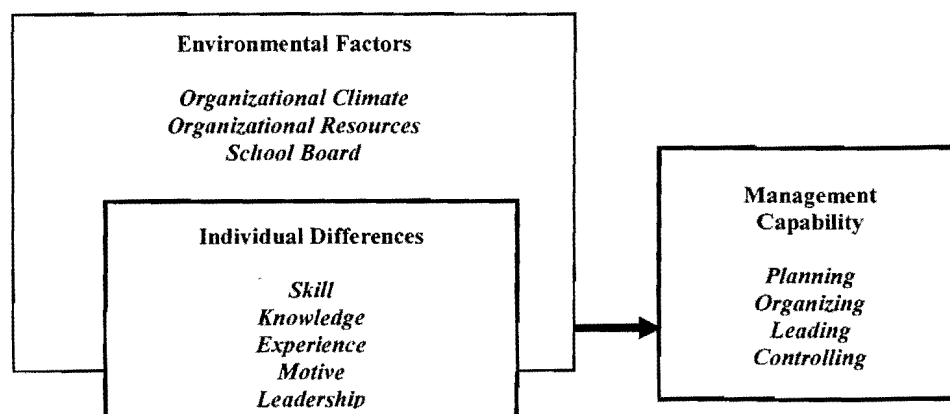 Environmental Factors
Organizational Climate
Organizational Resources
School Board
Individual Differences
Skill
Knowledge
Experience
Motive
Leadership
Management
Capability
Planning
Organizing
Leading
Controlling